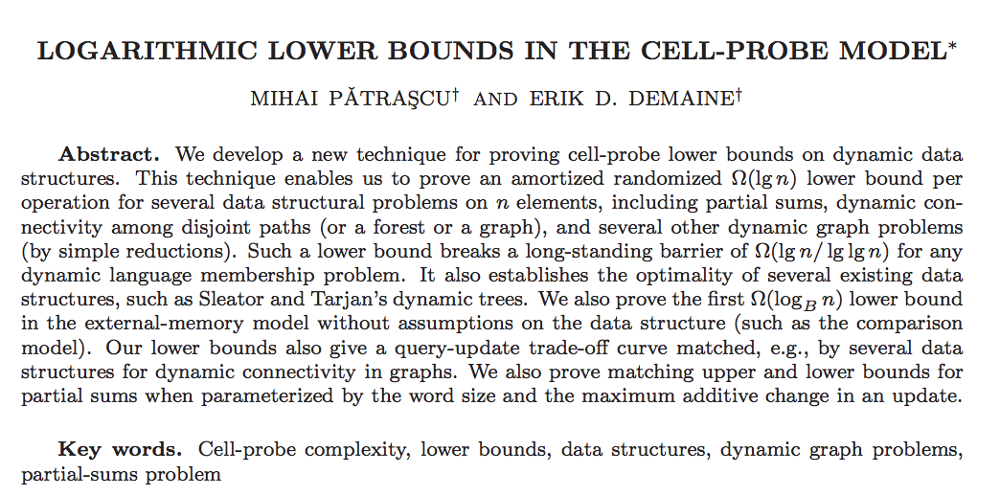 LOGARITHMIC LOWER BOUNDS IN THE CELL-PROBE MODEL*
MIHAI PǍTRAŞCU† AND ERIK D. DEMAINE†
Abstract. We develop a new technique for proving cell-probe lower bounds on dynamic data
structures. This technique enables us to prove an amortized randomized Ω(lg n) lower bound per
operation for several data structural problems on n elements, including partial sums, dynamic con-
nectivity among disjoint paths (or a forest or a graph), and several other dynamic graph problems
(by simple reductions). Such a lower bound breaks a long-standing barrier of Ω(lg n/ lg lg n) for any
dynamic language membership problem. It also establishes the optimality of several existing data
structures, such as Sleator and Tarjan's dynamic trees. We also prove the first Ω(log_B n) lower bound
in the external-memory model without assumptions on the data structure (such as the comparison
model). Our lower bounds also give a query-update trade-off curve matched, e.g., by several data
structures for dynamic connectivity in graphs. We also prove matching upper and lower bounds for
partial sums when parameterized by the word size and the maximum additive change in an update.
Key words. Cell-probe complexity, lower bounds, data structures, dynamic graph problems,
partial-sums problem